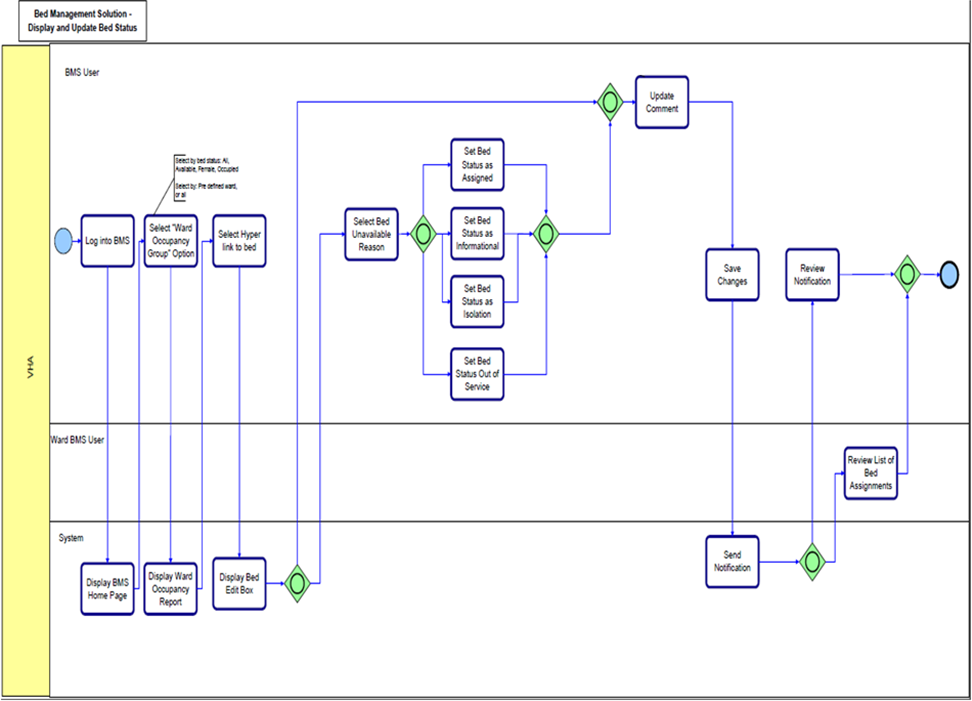 Bed Management Solution -
Display and Update Bed Status
VHA
BMS User
Select by bed status: All,
Available, Female, Occupied
Select by: Pre defined ward,
or all
Log into BMS
Select "Ward
Occupancy
Group" Option
Select Hyper
link to bed
Select Bed
Unavailable
Reason
Set Bed
Status as
Assigned
Set Bed
Status as
Informational
Set Bed
Status as
Isolation
Set Bed
Status Out of
Service
Update
Comment
Save
Changes
Review
Notification
Ward BMS User
Review List of
Bed
Assignments
System
Display BMS
Home Page
Display Ward
Occupancy
Report
Display Bed
Edit Box
Send
Notification